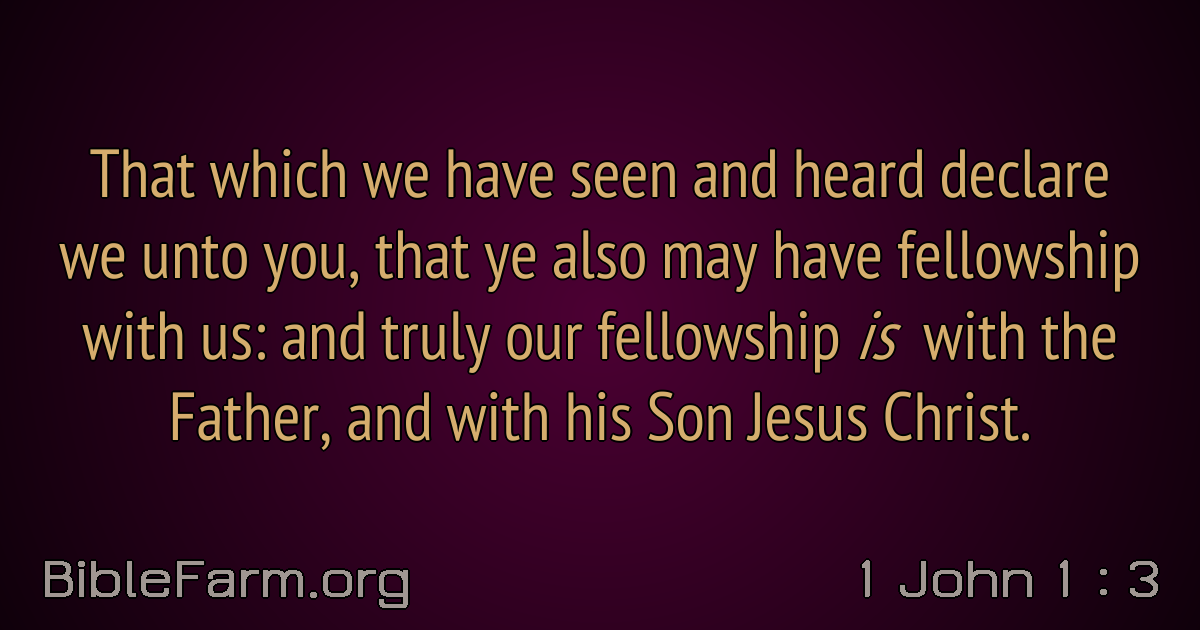 That which we have seen and heard declare
we unto you, that ye also may have fellowship
with us: and truly our fellowship is with the
Father, and with his Son Jesus Christ.
BibleFarm.org
1 John 1 : 3